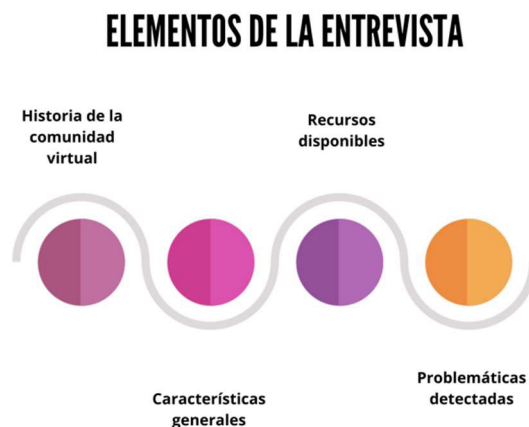 ELEMENTOS DE LA ENTREVISTA
Historia de la
comunidad
virtual
Características
generales
Recursos
disponibles
Problemáticas
detectadas